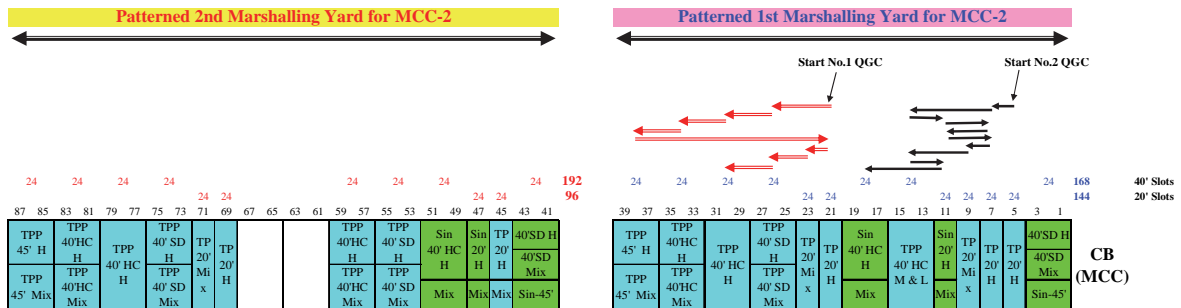 Patterned 2nd Marshalling Yard for MCC-2
Patterned 1st Marshalling Yard for MCC-2
Start No.1 QGC
Start No.2 QGC
24 24 24 24 24 24 24 24 192 24 24 24 24 24 24 24 168 40' Slots
24 24 24 24 96 24 24 24 24 24 24 144 20' Slots
87 85 83 81 79 77 75 73 71 69 67 65 63 61 59 57 55 53 51 49 47 45 43 41 39 37 35 33 31 29 27 25 23 21 19 17 15 13 11 9 7 5 3 1
TPP
45' H
TPP
45' Mix
TPP
40'HC
H
TPP
40'HC
Mix
TPP
40' HC
H
TPP
40' SD
H
TPP
40' SD
Mix
TP
20'
Mi
x
TP
20'
H
TPP
40'HC
H
TPP
40'HC
Mix
TPP
40' SD
H
TPP
40' SD
Mix
Sin
40' HC
H
Mix
Sin
20'
H
Mix
TP
20'
H
Mix
40'SD H
40'SD
Mix
Sin-45'
TPP
45' H
TPP
45' Mix
TPP
40'HC
H
TPP
40'HC
Mix
TPP
40' HC
H
TPP
40' SD
H
TPP
40' SD
Mix
TP
20'
Mi
x
TP
20'
H
Sin
40' HC
H
Mix
TPP
40' HC
M & L
Sin
20'
H
Mix
TP
20'
Mi
x
TP
20'
H
TP
20'
H
40'SD H
40'SD
Mix
Sin-45'
CB
(MCC)